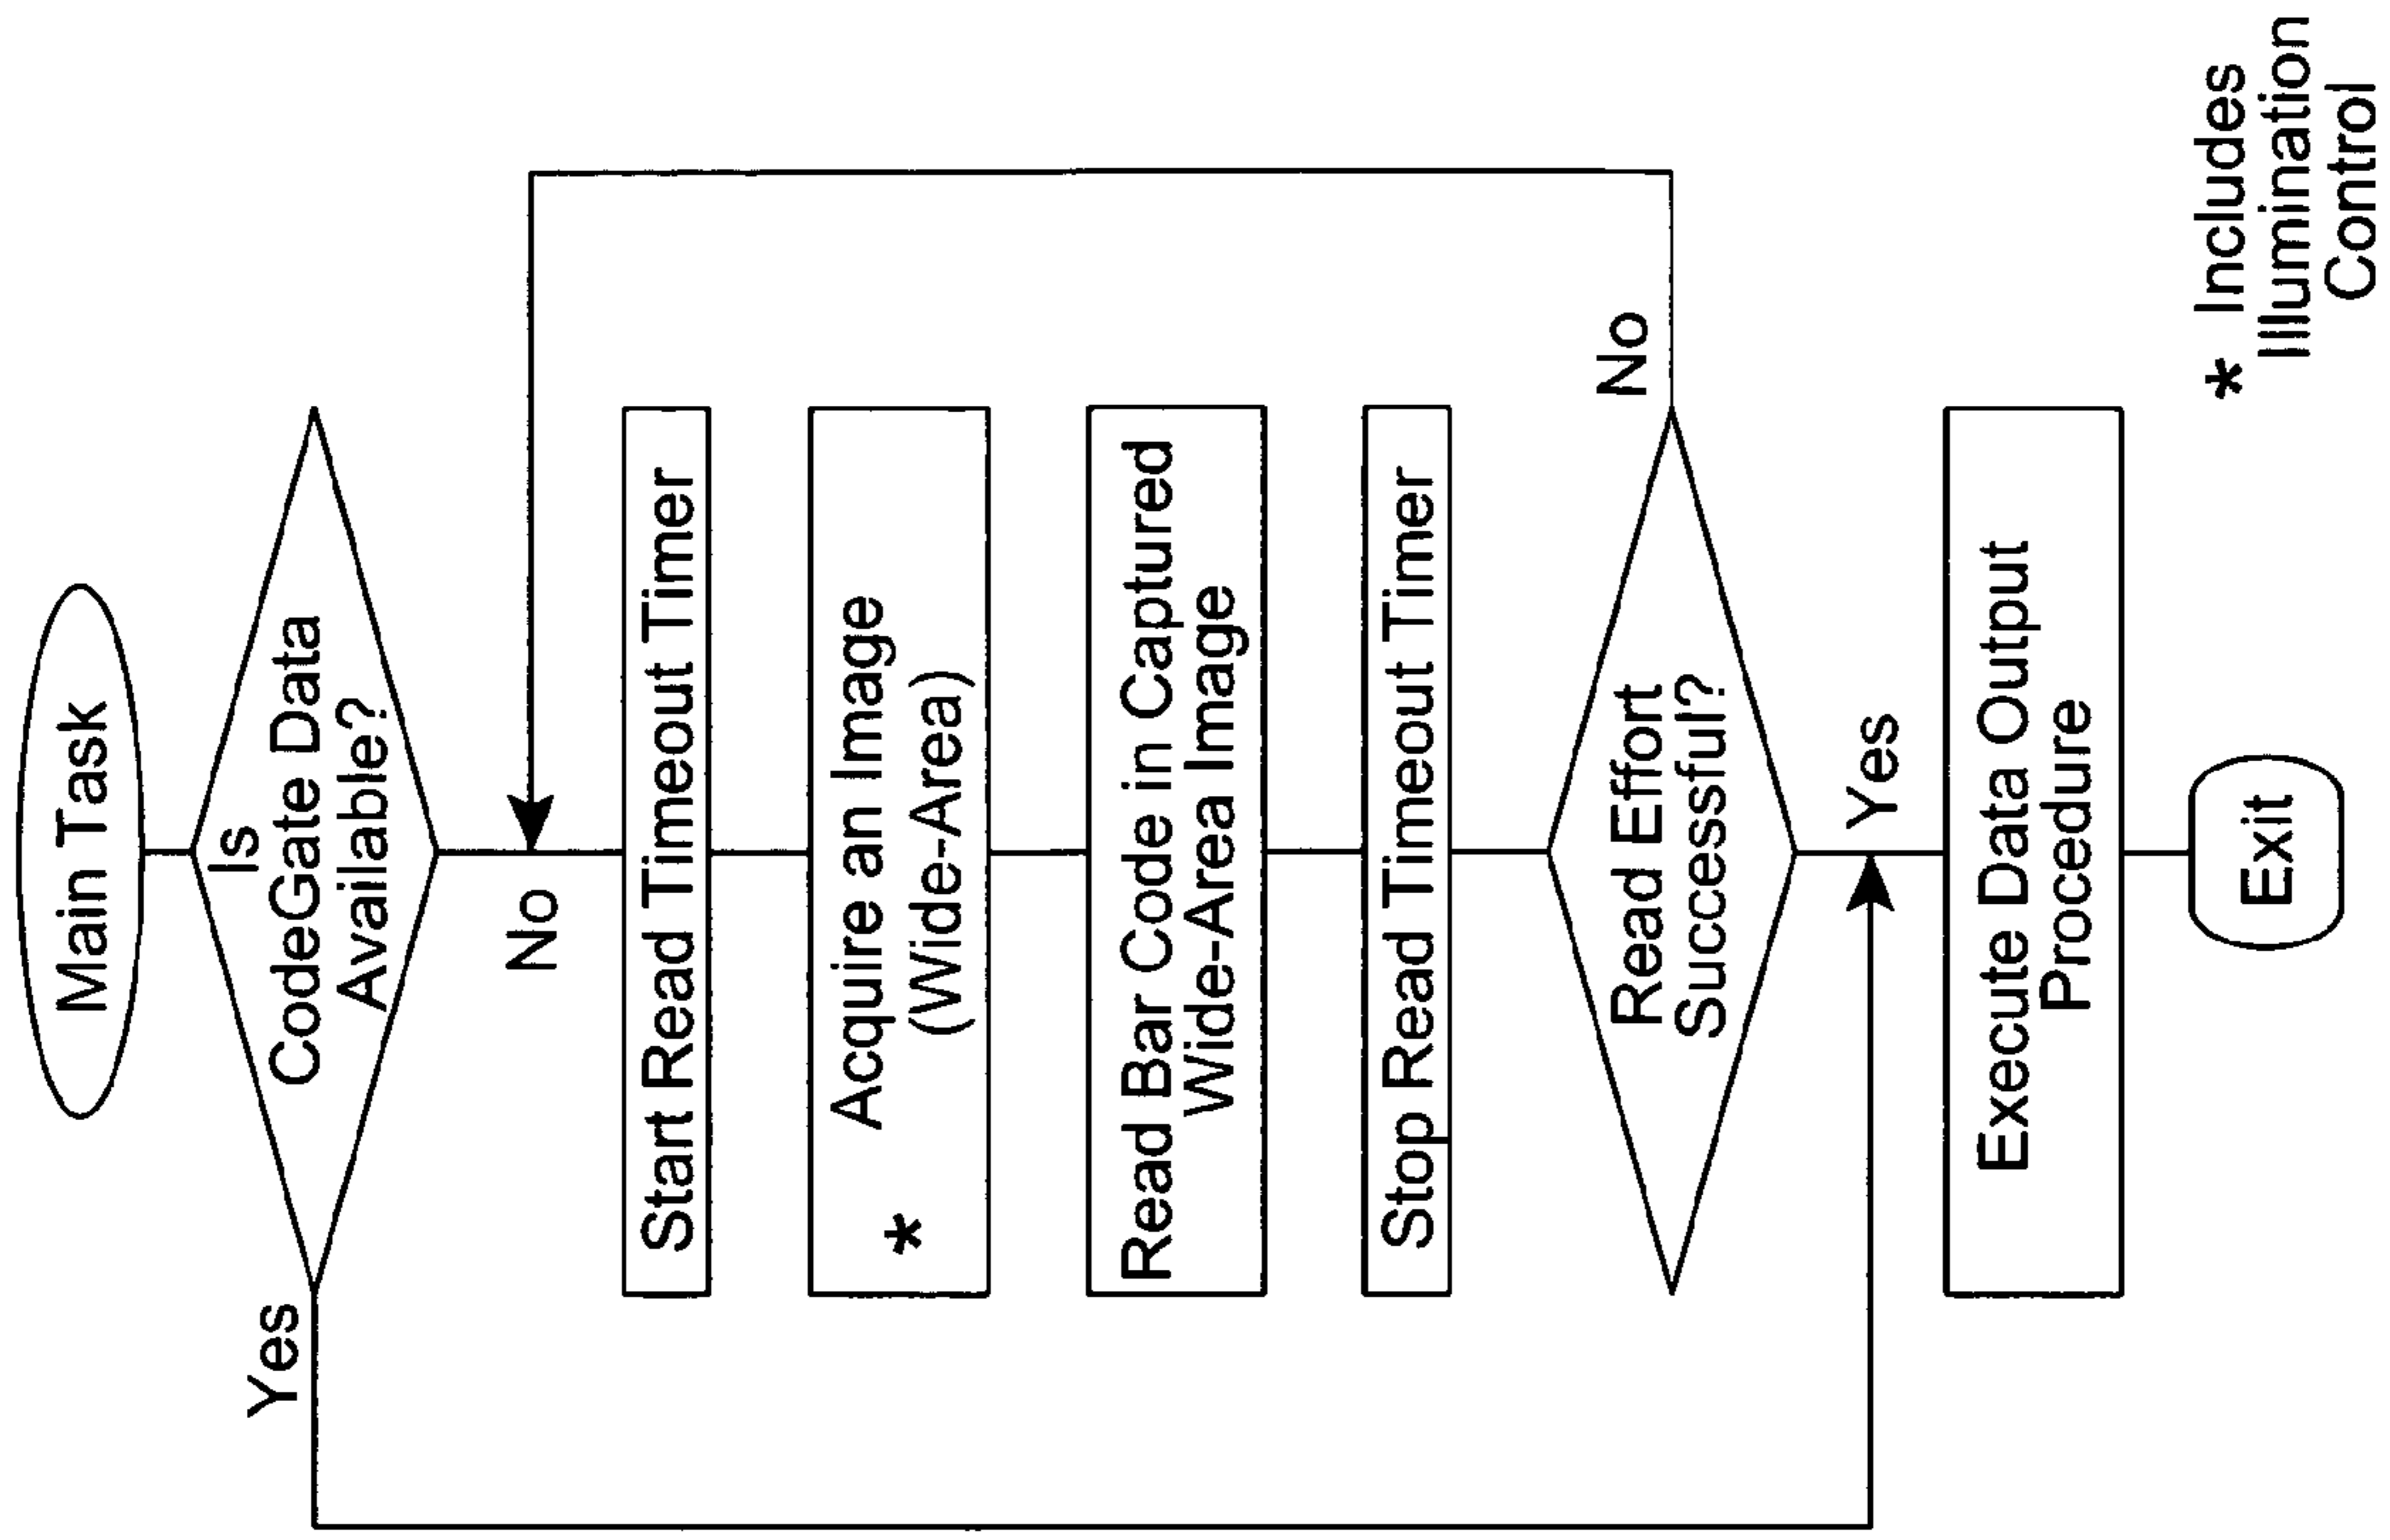 Main Task
Is
CodeGate Data
Available?
Yes
No
Start Read Timeout Timer
Acquire an Image
* (Wide-Area)
Read Bar Code in Captured
Wide-Area Image
Stop Read Timeout Timer
Read Effort
Successful?
No
Yes
Execute Data Output
Procedure
Exit
* Includes
Illumination
Control